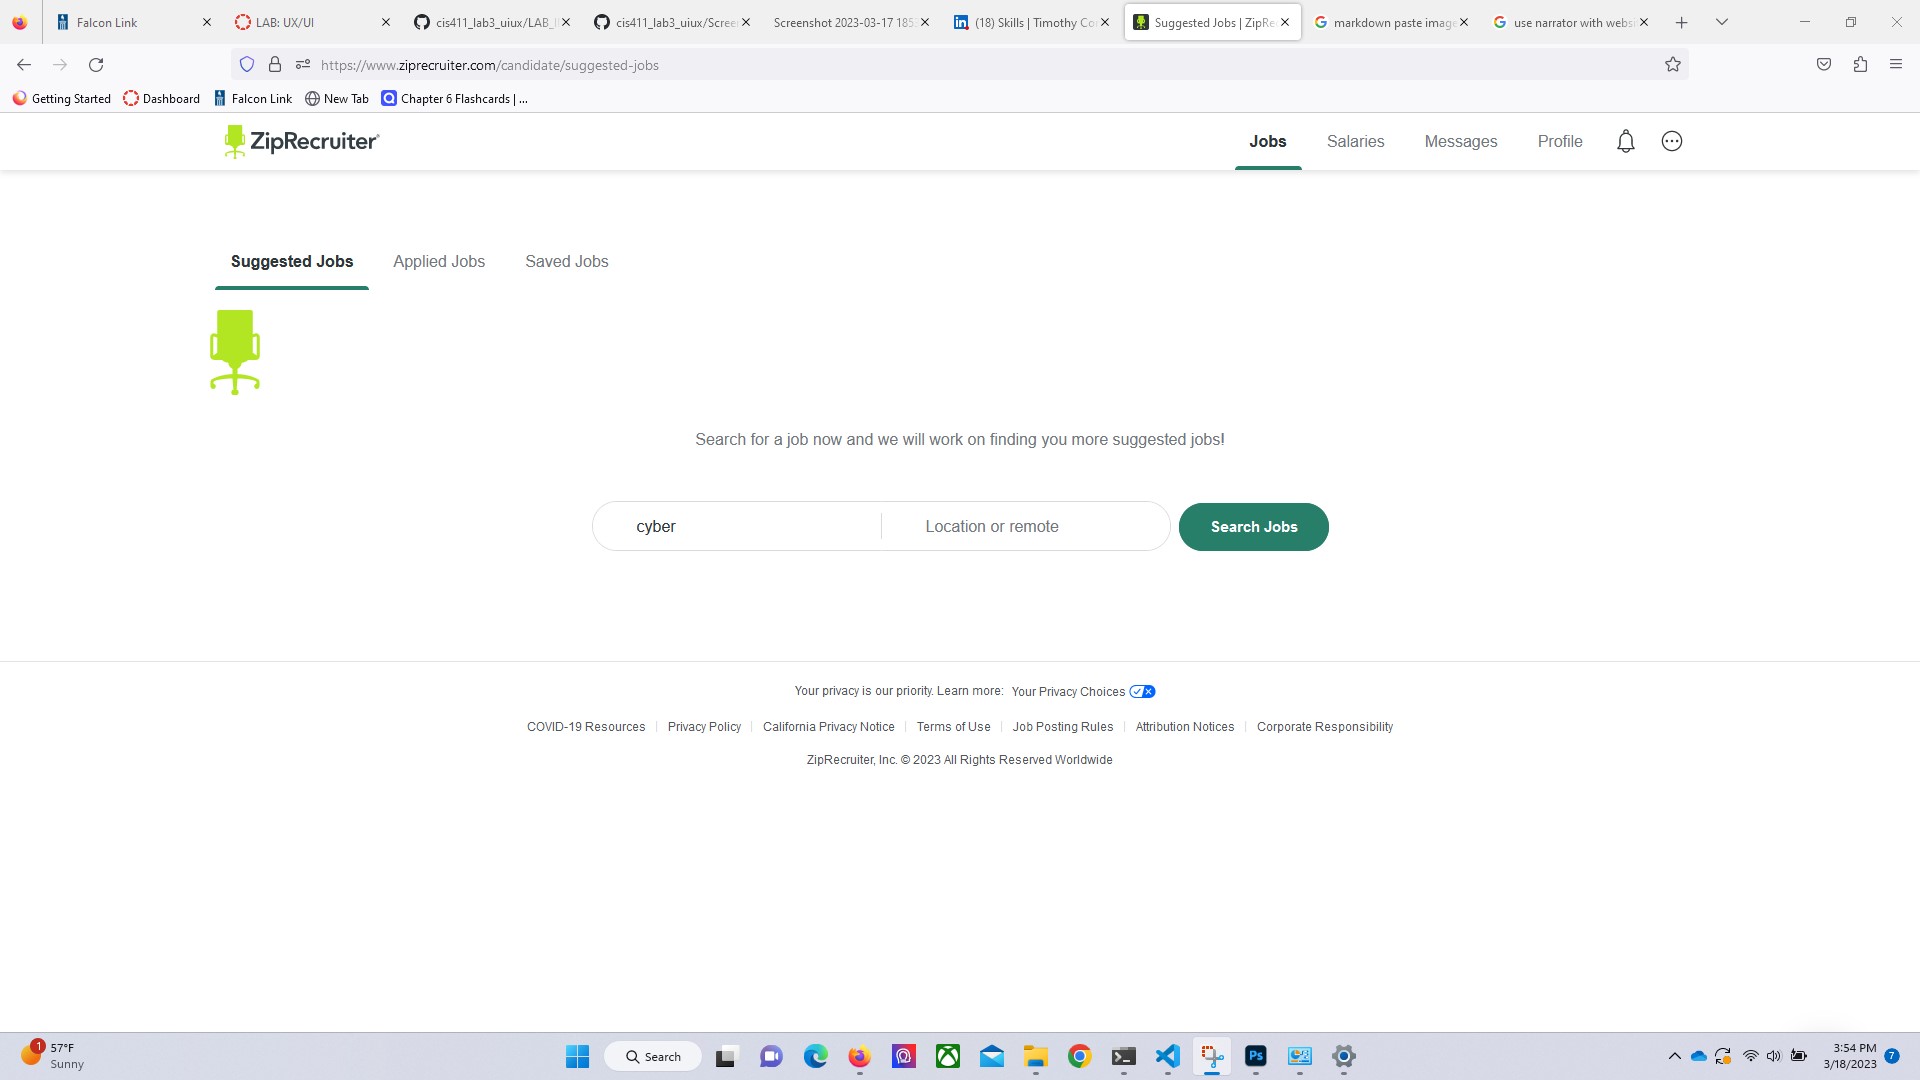 Falcon Link
LAB: UX/UI
cis411_lab3_uiux/LAB_
cis411_lab3_uiux/Scree
Screenshot 2023-03-17 185
(18) Skills | Timothy Co
Suggested Jobs | ZipRe
markdown paste image
use narrator with webs
https://www.ziprecruiter.com/candidate/suggested-jobs
Getting Started
Dashboard
Falcon Link
New Tab
Chapter 6 Flashcards | ...
ZipRecruiter
Jobs
Salaries
Messages
Profile
Suggested Jobs
Applied Jobs
Saved Jobs
Search for a job now and we will work on finding you more suggested jobs!
cyber
Location or remote
Search Jobs
Your privacy is our priority. Learn more: Your Privacy Choices
COVID-19 Resources
Privacy Policy
California Privacy Notice
Terms of Use
Job Posting Rules
Attribution Notices
Corporate Responsibility
ZipRecruiter, Inc. © 2023 All Rights Reserved Worldwide
1
57°F
Sunny
Search
Ps
3:54 PM
3/18/2023
7